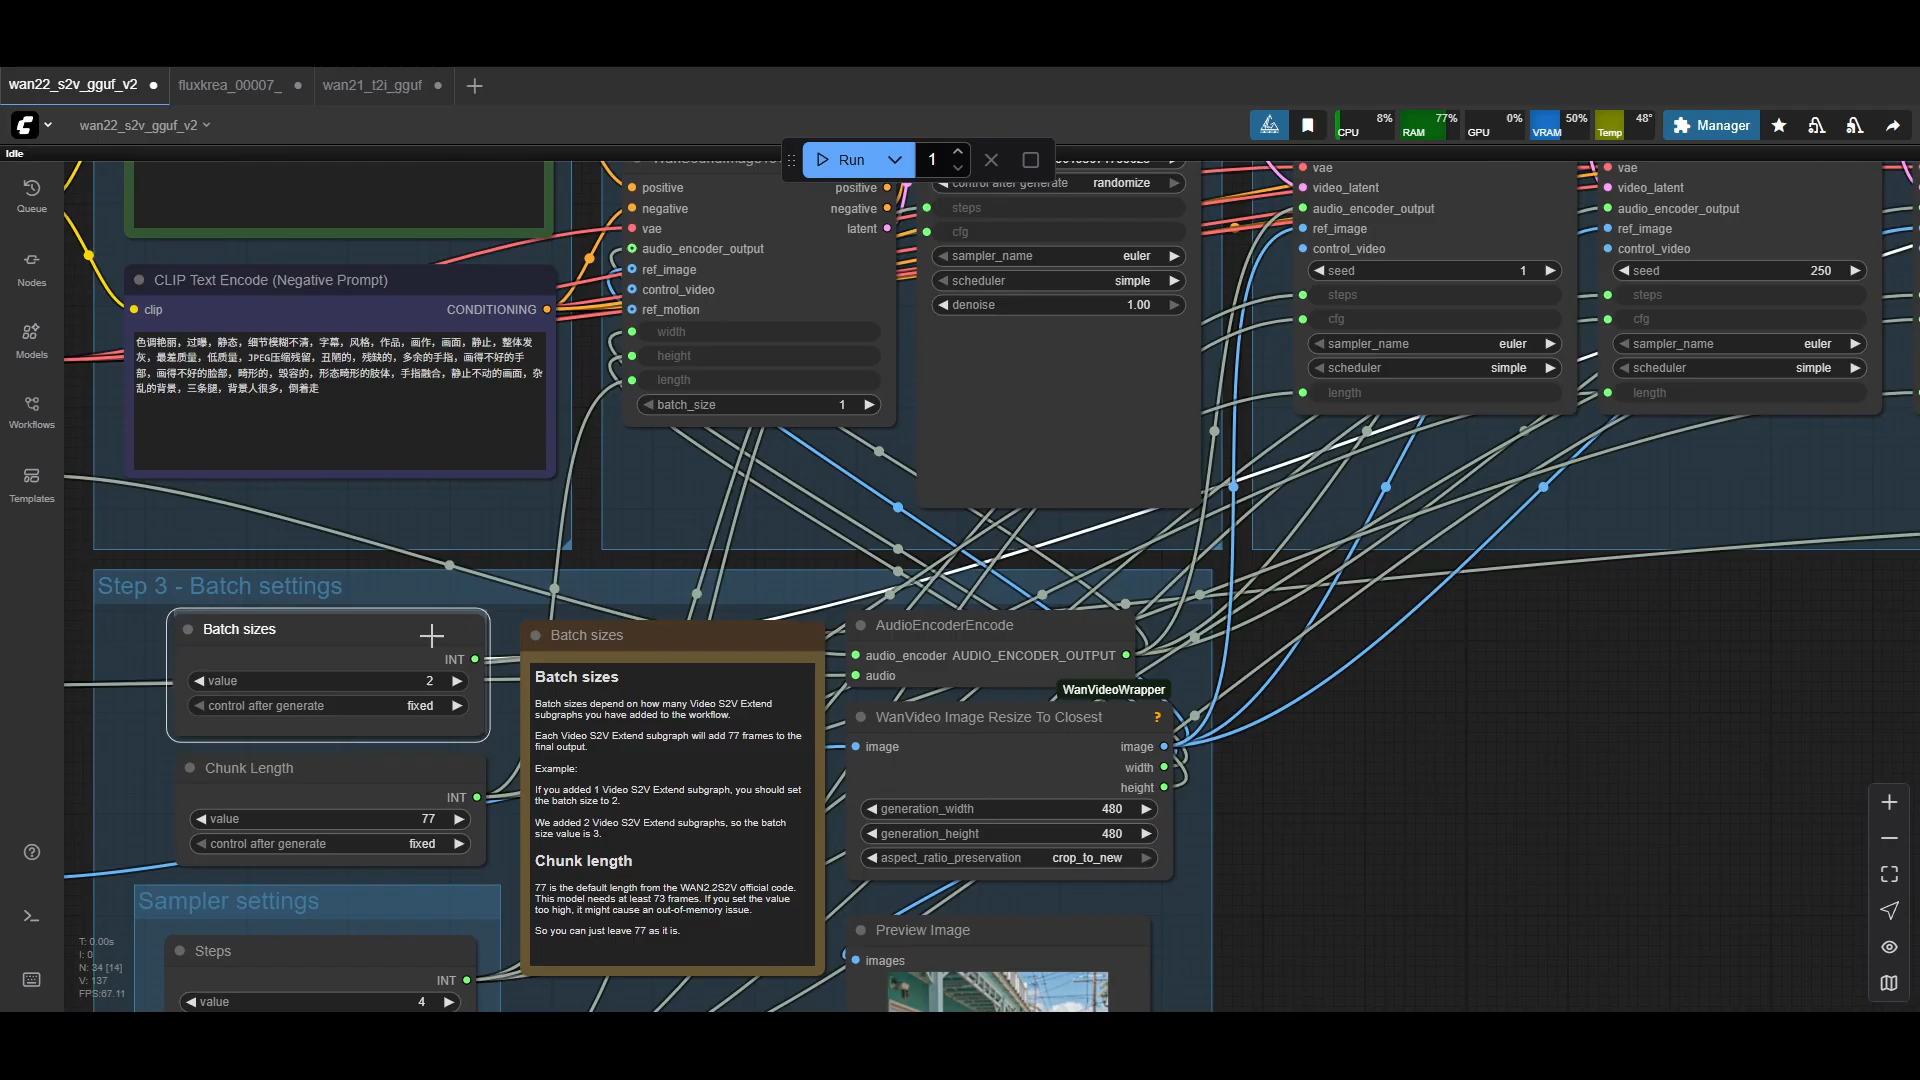 wan22_s2v_gguf_v2
fluxkrea_00007_
wan21_t2i_gguf
wan22_s2v_gguf_v2
CPU 8%
RAM 77%
GPU 0%
VRAM 50%
Temp 48°
Manager
Idle
Run
1
Queue
Nodes
Models
Workflows
Templates
positive
negative
vae
audio_encoder_output
ref_image
control_video
ref_motion
width
height
length
batch_size 1
positive
negative
latent
control after generate randomize
steps
cfg
sampler_name euler
scheduler simple
denoise 1.00
vae
video_latent
audio_encoder_output
ref_image
control_video
seed 1
steps
cfg
sampler_name euler
scheduler simple
length
vae
video_latent
audio_encoder_output
ref_image
control_video
seed 250
steps
cfg
sampler_name euler
scheduler simple
length
CLIP Text Encode (Negative Prompt)
clip CONDITIONING
色调艳丽，过曝，静态，细节模糊不清，字幕，风格，作品，画作，画面，静止，整体发
灰，最差质量，低质量，JPEG压缩残留，丑陋的，残缺的，多余的手指，画得不好的手
部，画得不好的脸部，畸形的，毁容的，形态畸形的肢体，手指融合，静止不动的画面，杂
乱的背景，三条腿，背景人很多，倒着走
Step 3 - Batch settings
Batch sizes
INT
value 2
control after generate fixed
Chunk Length
INT
value 77
control after generate fixed
Sampler settings
Steps
INT
value 4
Batch sizes
Batch sizes
Batch sizes depend on how many Video S2V Extend
subgraphs you have added to the workflow.
Each Video S2V Extend subgraph will add 77 frames to the
final output.
Example:
If you added 1 Video S2V Extend subgraph, you should set
the batch size to 2.
We added 2 Video S2V Extend subgraphs, so the batch
size value is 3.
Chunk length
77 is the default length from the WAN2.2S2V official code.
This model needs at least 73 frames. If you set the value
too high, it might cause an out-of-memory issue.
So you can just leave 77 as it is.
AudioEncoderEncode
audio_encoder AUDIO_ENCODER_OUTPUT
audio
WanVideoWrapper
WanVideo Image Resize To Closest ?
image image
width
height
generation_width 480
generation_height 480
aspect_ratio_preservation crop_to_new
Preview Image
images
T: 0.00s
I: 0
N: 34 [14]
V: 137
FPS:67.11